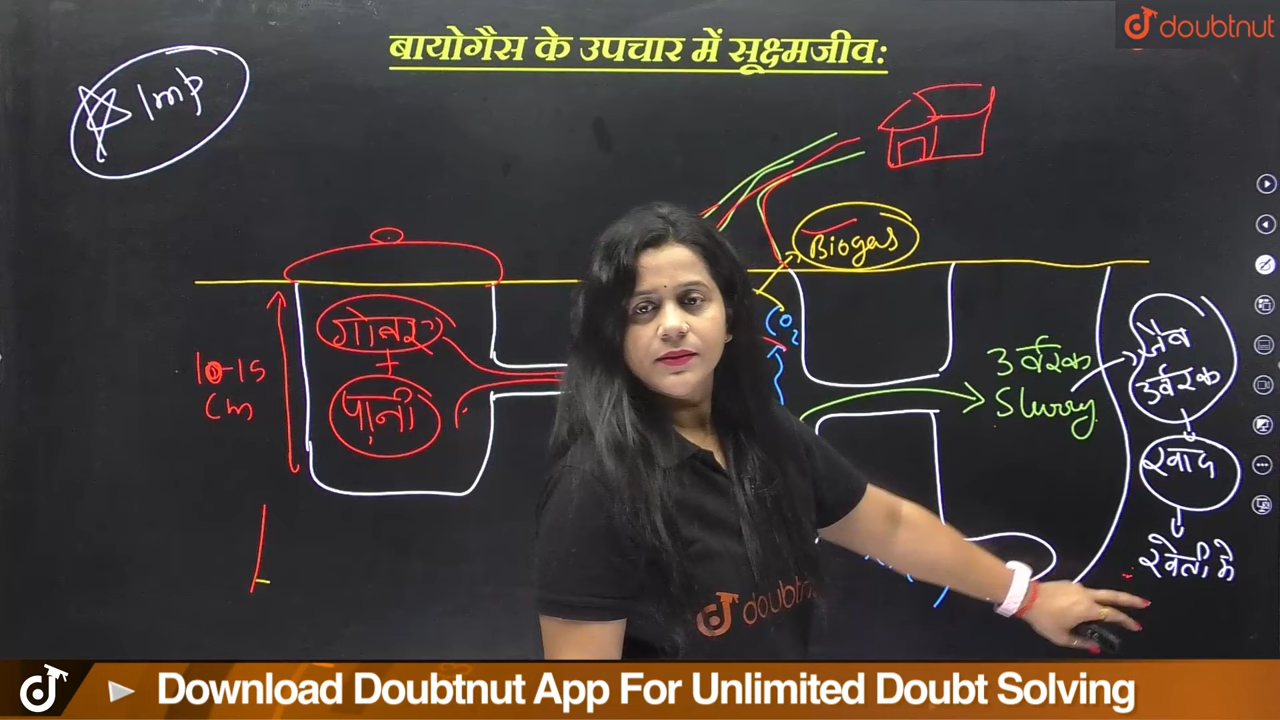 doubtnut
बायोगैस के उपचार में सूक्ष्मजीव:
Imp
Biogas
गोबर
+
पानी
10-15
cm
CO2
उर्वरक
Slurry
जैव
उर्वरक
खाद
खेती में
doubtnut
Download Doubtnut App For Unlimited Doubt Solving